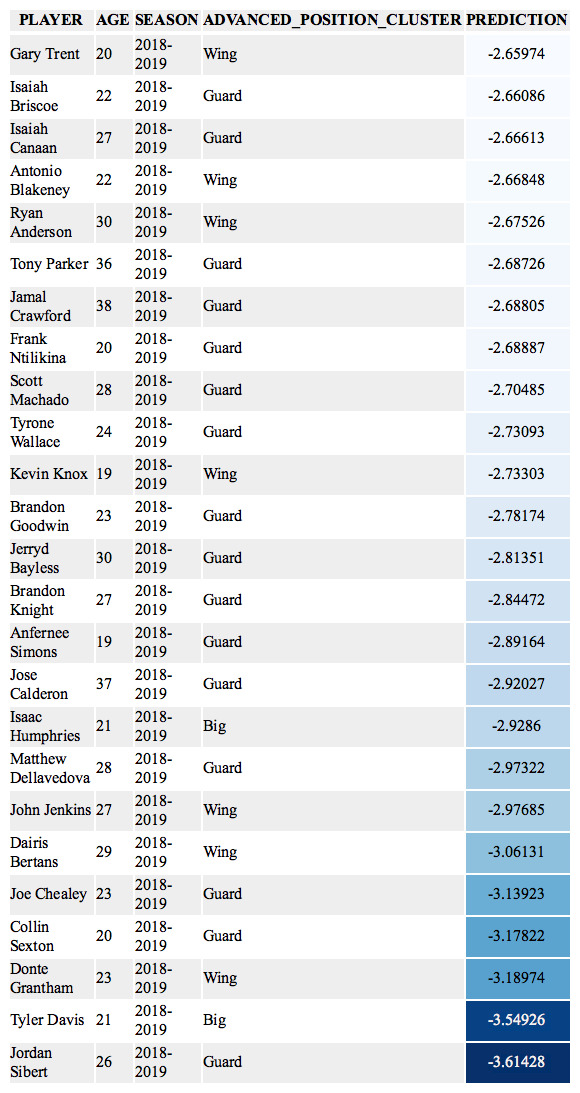 PLAYER AGE SEASON ADVANCED_POSITION_CLUSTER PREDICTION
Gary Trent 20 2018-2019 Wing -2.65974
Isaiah Briscoe 22 2018-2019 Guard -2.66086
Isaiah Canaan 27 2018-2019 Guard -2.66613
Antonio Blakeney 22 2018-2019 Wing -2.66848
Ryan Anderson 30 2018-2019 Wing -2.67526
Tony Parker 36 2018-2019 Guard -2.68726
Jamal Crawford 38 2018-2019 Guard -2.68805
Frank Ntilikina 20 2018-2019 Guard -2.68887
Scott Machado 28 2018-2019 Guard -2.70485
Tyrone Wallace 24 2018-2019 Guard -2.73093
Kevin Knox 19 2018-2019 Wing -2.73303
Brandon Goodwin 23 2018-2019 Guard -2.78174
Jerryd Bayless 30 2018-2019 Guard -2.81351
Brandon Knight 27 2018-2019 Guard -2.84472
Anfernee Simons 19 2018-2019 Guard -2.89164
Jose Calderon 37 2018-2019 Guard -2.92027
Isaac Humphries 21 2018-2019 Big -2.9286
Matthew Dellavedova 28 2018-2019 Guard -2.97322
John Jenkins 27 2018-2019 Wing -2.97685
Dairis Bertans 29 2018-2019 Wing -3.06131
Joe Chealey 23 2018-2019 Guard -3.13923
Collin Sexton 20 2018-2019 Guard -3.17822
Donte Grantham 23 2018-2019 Wing -3.18974
Tyler Davis 21 2018-2019 Big -3.54926
Jordan Sibert 26 2018-2019 Guard -3.61428